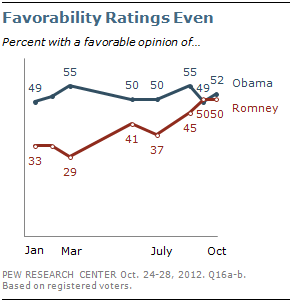 Favorability Ratings Even
Percent with a favorable opinion of...
49
55
50
50
55
49
52
Obama
Romney
33
29
41
37
45
50
50
Jan
Mar
July
Oct
PEW RESEARCH CENTER Oct. 24-28, 2012. Q16a-b.
Based on registered voters.